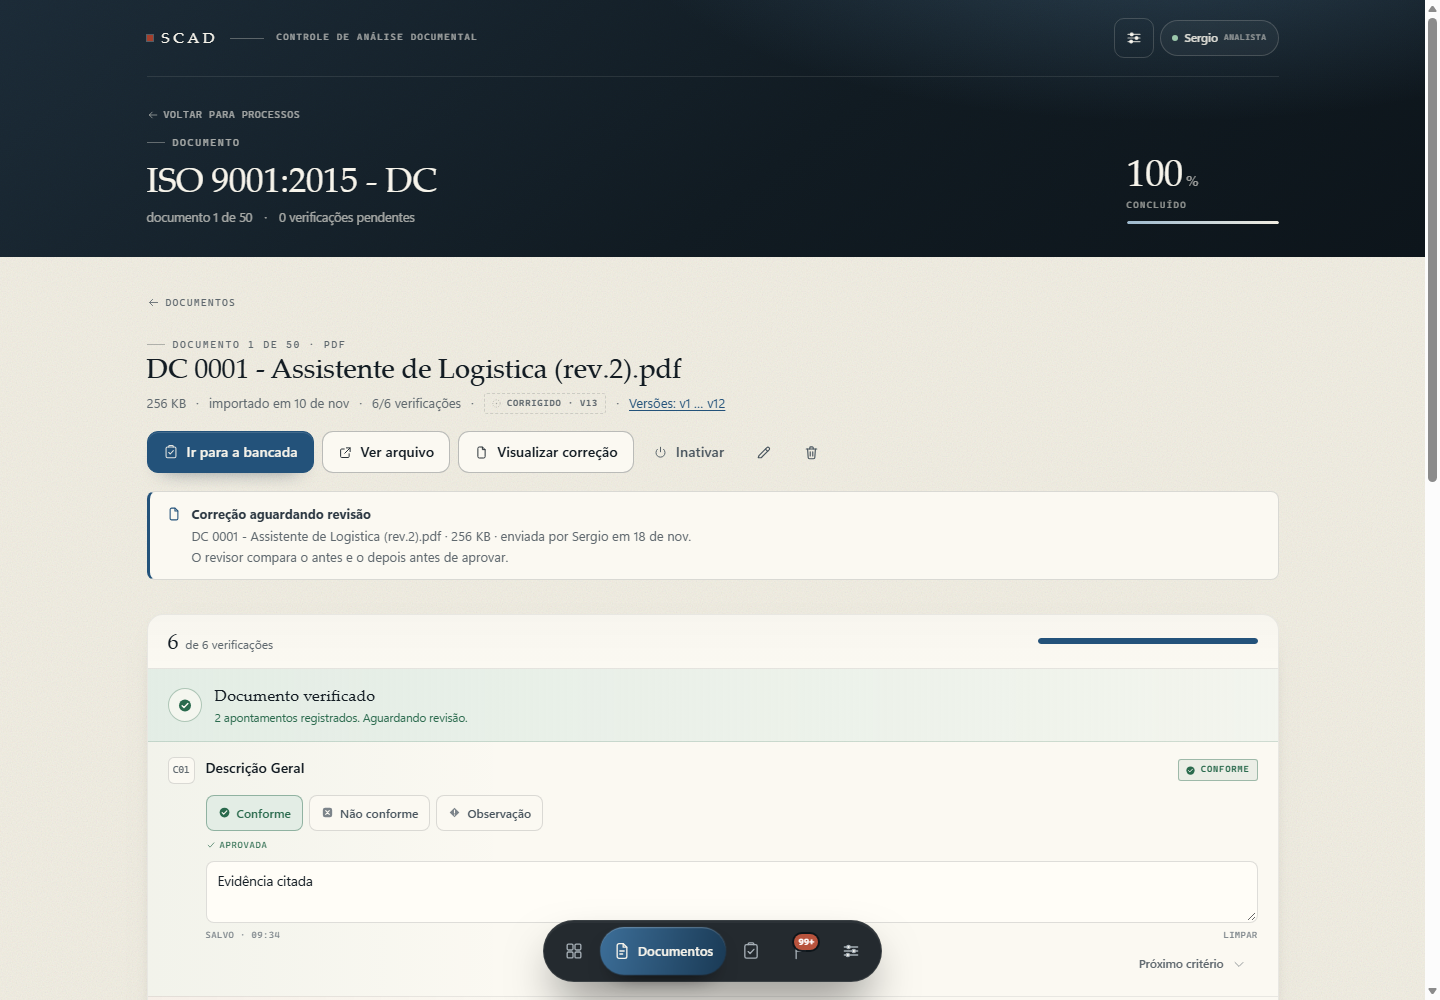 SCAD
CONTROLE DE ANÁLISE DOCUMENTAL
Sergio ANALISTA
← VOLTAR PARA PROCESSOS
DOCUMENTO
ISO 9001:2015 - DC
documento 1 de 50 · 0 verificações pendentes
100 %
CONCLUÍDO
← DOCUMENTOS
DOCUMENTO 1 DE 50 · PDF
DC 0001 - Assistente de Logistica (rev.2).pdf
256 KB · importado em 10 de nov · 6/6 verificações · CORRIGIDO · V13 · Versões: v1 ... v12
Ir para a bancada
Ver arquivo
Visualizar correção
Inativar
Correção aguardando revisão
DC 0001 - Assistente de Logistica (rev.2).pdf · 256 KB · enviada por Sergio em 18 de nov.
O revisor compara o antes e o depois antes de aprovar.
6 de 6 verificações
Documento verificado
2 apontamentos registrados. Aguardando revisão.
C01 Descrição Geral
CONFORME
Conforme
Não conforme
Observação
APROVADA
Evidência citada
SALVO · 09:34
LIMPAR
Documentos
99+
Próximo critério